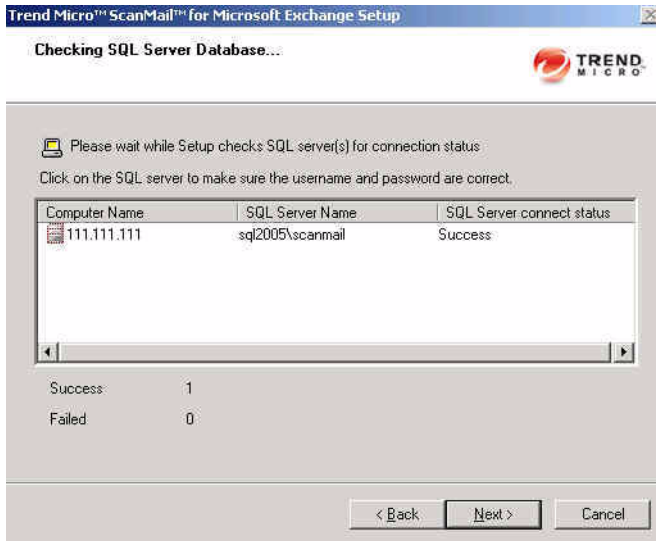 Trend Micro™ ScanMail™ for Microsoft Exchange Setup
Checking SQL Server Database...
TREND
MICRO
Please wait while Setup checks SQL server(s) for connection status
Click on the SQL server to make sure the username and password are correct.
Computer Name SQL Server Name SQL Server connect status
111.111.111 sql2005\scanmail Success
Success 1
Failed 0
< Back Next > Cancel